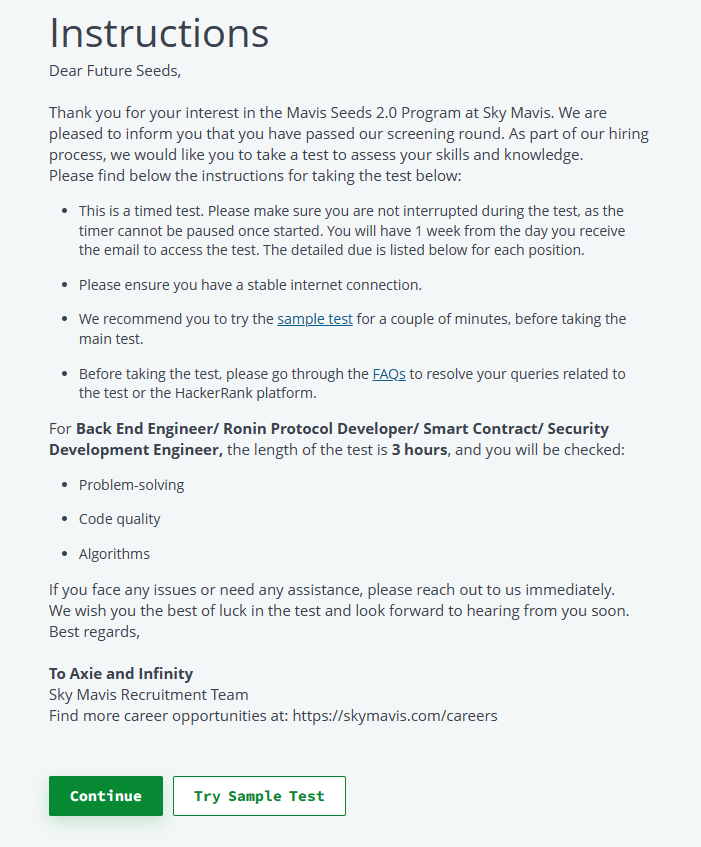 Instructions
Dear Future Seeds,
Thank you for your interest in the Mavis Seeds 2.0 Program at Sky Mavis. We are
pleased to inform you that you have passed our screening round. As part of our hiring
process, we would like you to take a test to assess your skills and knowledge.
Please find below the instructions for taking the test below:
• This is a timed test. Please make sure you are not interrupted during the test, as the
timer cannot be paused once started. You will have 1 week from the day you receive
the email to access the test. The detailed due is listed below for each position.
• Please ensure you have a stable internet connection.
• We recommend you to try the sample test for a couple of minutes, before taking the
main test.
• Before taking the test, please go through the FAQs to resolve your queries related to
the test or the HackerRank platform.
For Back End Engineer/ Ronin Protocol Developer/ Smart Contract/ Security
Development Engineer, the length of the test is 3 hours, and you will be checked:
• Problem-solving
• Code quality
• Algorithms
If you face any issues or need any assistance, please reach out to us immediately.
We wish you the best of luck in the test and look forward to hearing from you soon.
Best regards,
To Axie and Infinity
Sky Mavis Recruitment Team
Find more career opportunities at: https://skymavis.com/careers
Continue Try Sample Test